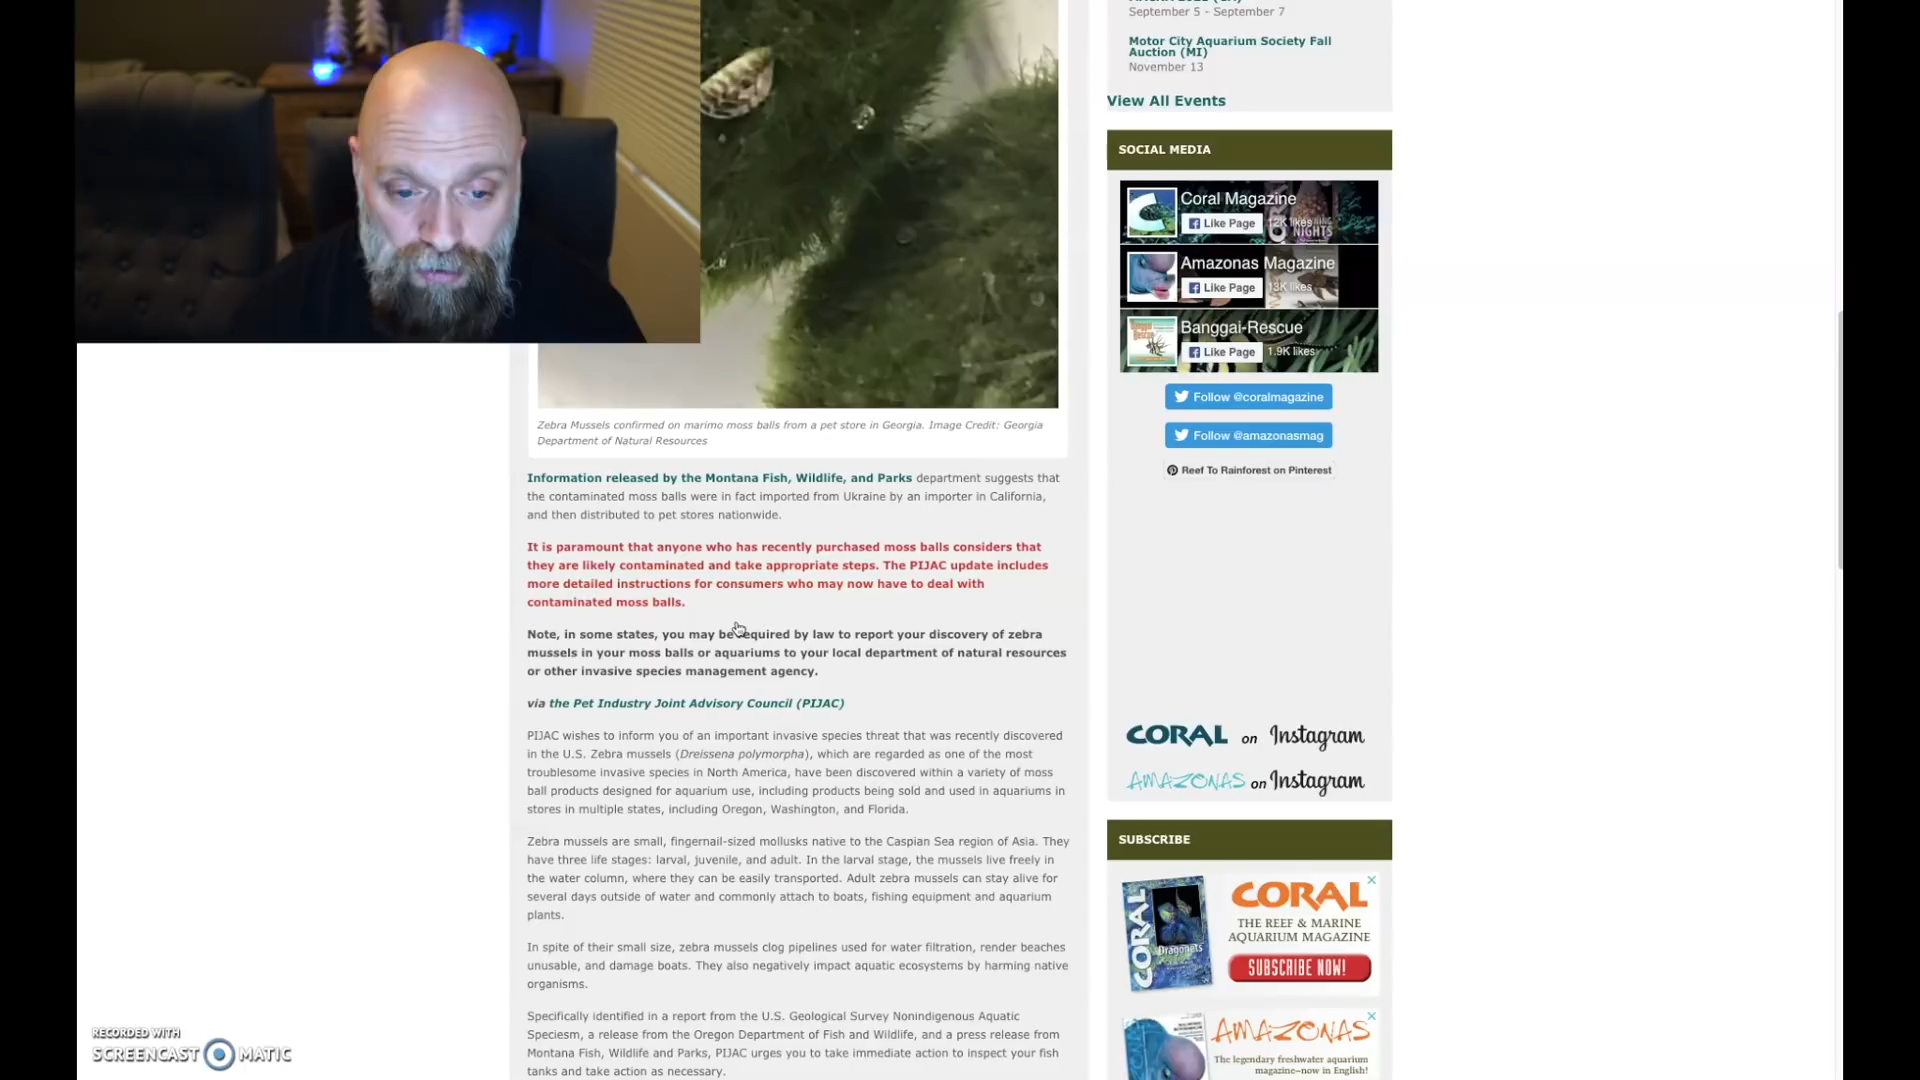 September 5 - September 7
Motor City Aquarium Society Fall
Auction (MI)
November 13
View All Events
SOCIAL MEDIA
Coral Magazine
Like Page
12K likes
NIGHTS
Amazonas Magazine
Like Page
13K likes
Banggai-Rescue
Like Page
1.9K likes
Follow @coralmagazine
Follow @amazonasmag
Reef To Rainforest on Pinterest
Zebra Mussels confirmed on marimo moss balls from a pet store in Georgia. Image Credit: Georgia
Department of Natural Resources
Information released by the Montana Fish, Wildlife, and Parks department suggests that
the contaminated moss balls were in fact imported from Ukraine by an importer in California,
and then distributed to pet stores nationwide.
It is paramount that anyone who has recently purchased moss balls considers that
they are likely contaminated and take appropriate steps. The PIJAC update includes
more detailed instructions for consumers who may now have to deal with
contaminated moss balls.
Note, in some states, you may be required by law to report your discovery of zebra
mussels in your moss balls or aquariums to your local department of natural resources
or other invasive species management agency.
via the Pet Industry Joint Advisory Council (PIJAC)
PIJAC wishes to inform you of an important invasive species threat that was recently discovered
in the U.S. Zebra mussels (Dreissena polymorpha), which are regarded as one of the most
troublesome invasive species in North America, have been discovered within a variety of moss
ball products designed for aquarium use, including products being sold and used in aquariums in
stores in multiple states, including Oregon, Washington, and Florida.
Zebra mussels are small, fingernail-sized mollusks native to the Caspian Sea region of Asia. They
have three life stages: larval, juvenile, and adult. In the larval stage, the mussels live freely in
the water column, where they can be easily transported. Adult zebra mussels can stay alive for
several days outside of water and commonly attach to boats, fishing equipment and aquarium
plants.
In spite of their small size, zebra mussels clog pipelines used for water filtration, render beaches
unusable, and damage boats. They also negatively impact aquatic ecosystems by harming native
organisms.
Specifically identified in a report from the U.S. Geological Survey Nonindigenous Aquatic
Speciesm, a release from the Oregon Department of Fish and Wildlife, and a press release from
Montana Fish, Wildlife and Parks, PIJAC urges you to take immediate action to inspect your fish
tanks and take action as necessary.
CORAL on Instagram
AMAZONAS on Instagram
SUBSCRIBE
CORAL
Dragonets
CORAL
THE REEF & MARINE
AQUARIUM MAGAZINE
SUBSCRIBE NOW!
AMAZONAS
The legendary freshwater aquarium
magazine—now in English!
RECORDED WITH
SCREENCAST MATIC